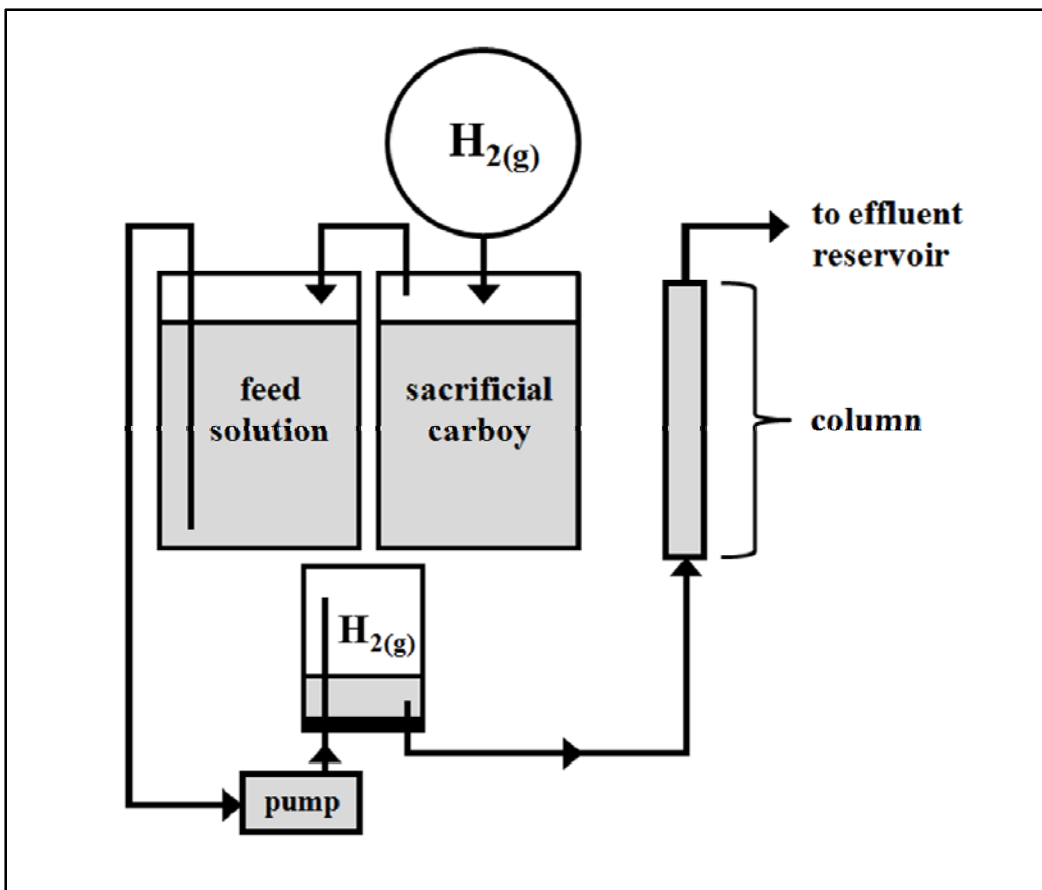 H2(g)
to effluent
reservoir
feed
solution
sacrificial
carboy
column
H2(g)
pump